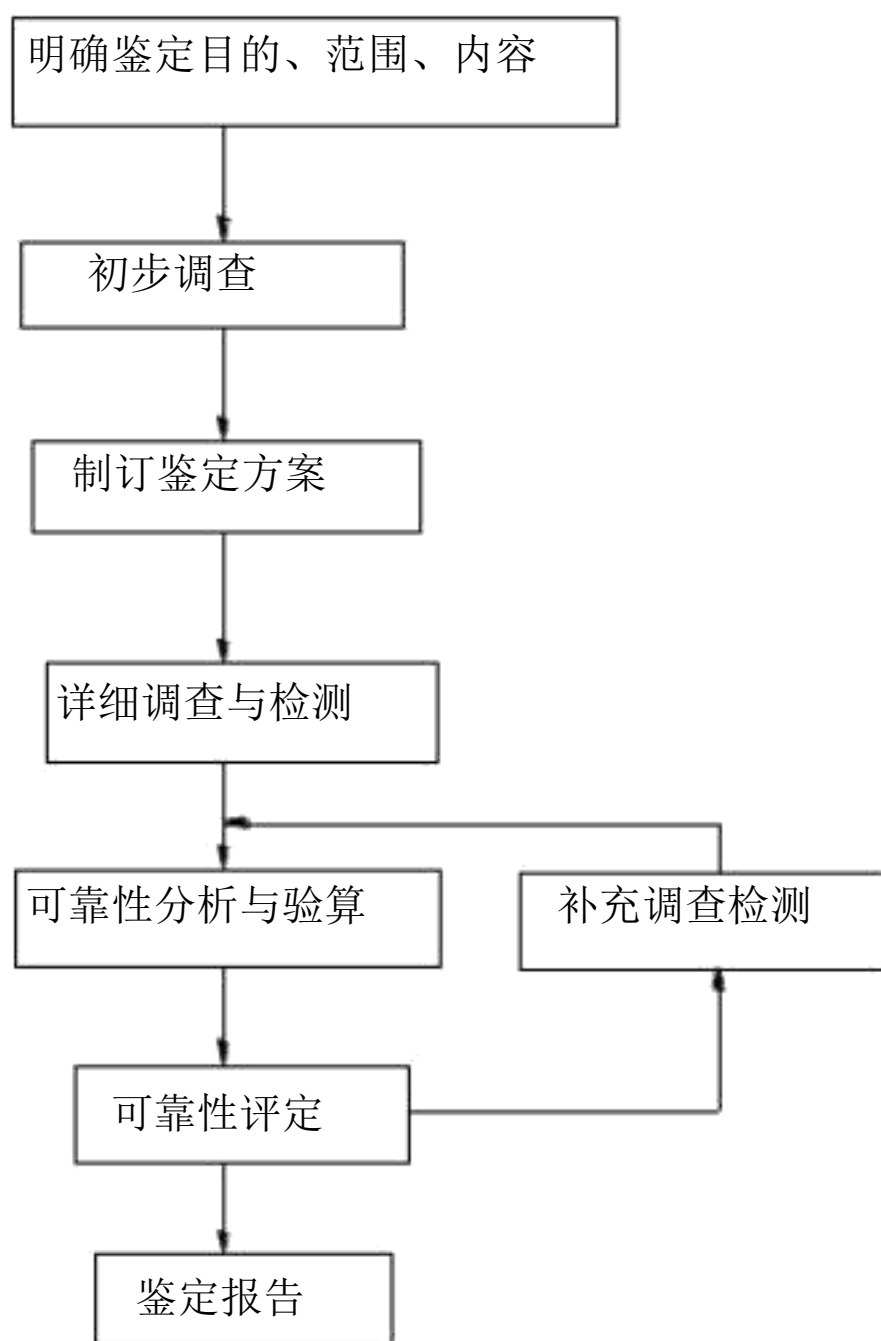 明确鉴定目的、范围、内容
初步调查
制订鉴定方案
详细调查与检测
可靠性分析与验算
补充调查检测
可靠性评定
鉴定报告